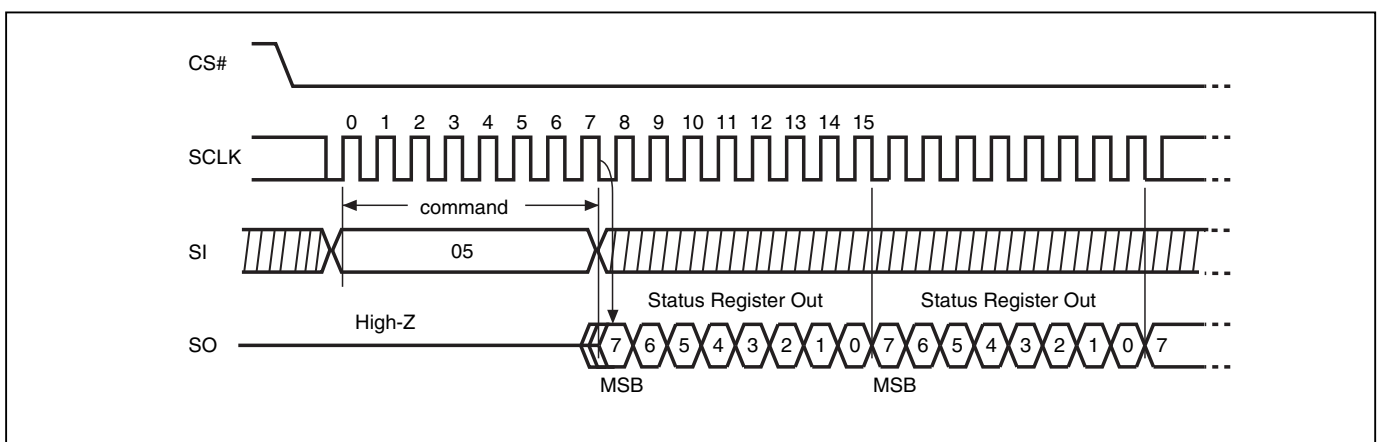 CS#
0 1 2 3 4 5 6 7 8 9 10 11 12 13 14 15
SCLK
command
SI
05
Status Register Out Status Register Out
High-Z
SO
7 6 5 4 3 2 1 0 7 6 5 4 3 2 1 0 7
MSB MSB